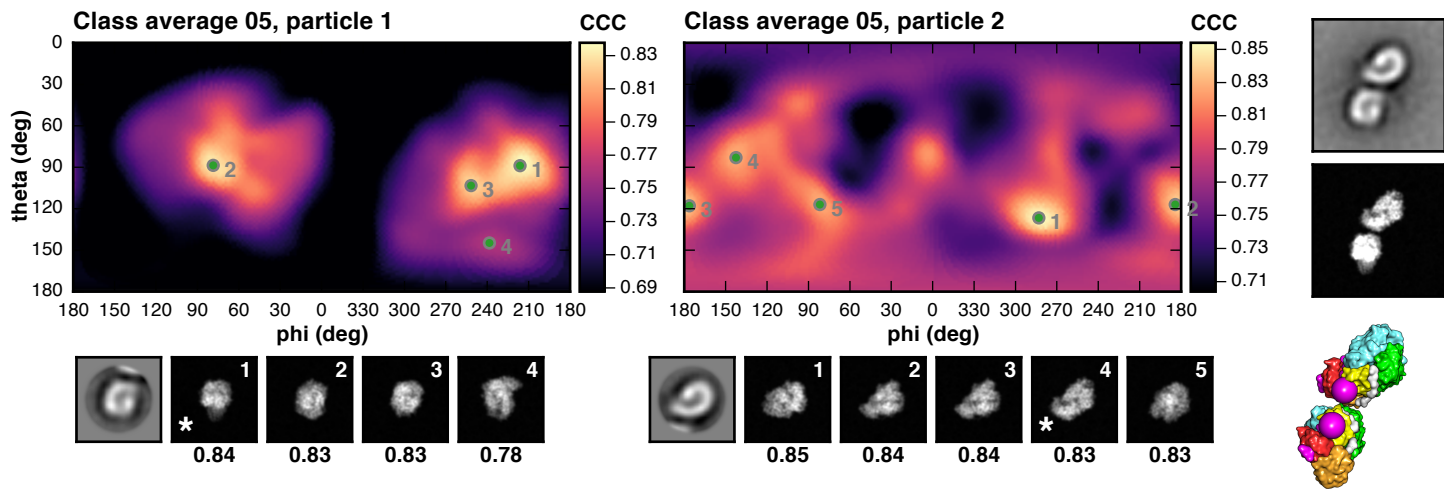 Class average 05, particle 1
CCC
0
30
60
90
120
150
180
theta (deg)
2
3
1
4
180 150 120 90 60 30 0 330 300 270 240 210 180
phi (deg)
0.83
0.81
0.79
0.77
0.75
0.73
0.71
0.69
Class average 05, particle 2
CCC
4
3
5
1
2
180 150 120 90 60 30 0 330 300 270 240 210 180
phi (deg)
0.85
0.83
0.81
0.79
0.77
0.75
0.73
0.71
1 2 3 4
*
0.84 0.83 0.83 0.78
1 2 3 4 5
*
0.85 0.84 0.84 0.83 0.83